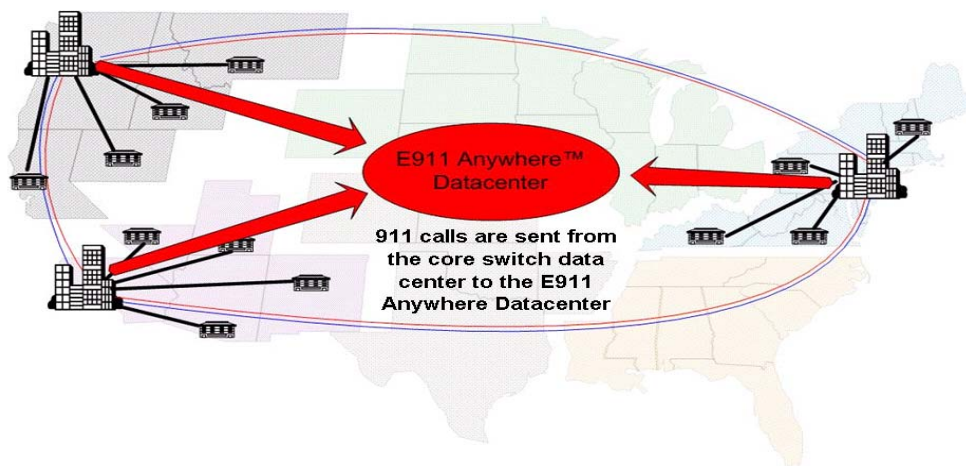 E911 Anywhere™
Datacenter
911 calls are sent from
the core switch data
center to the E911
Anywhere Datacenter